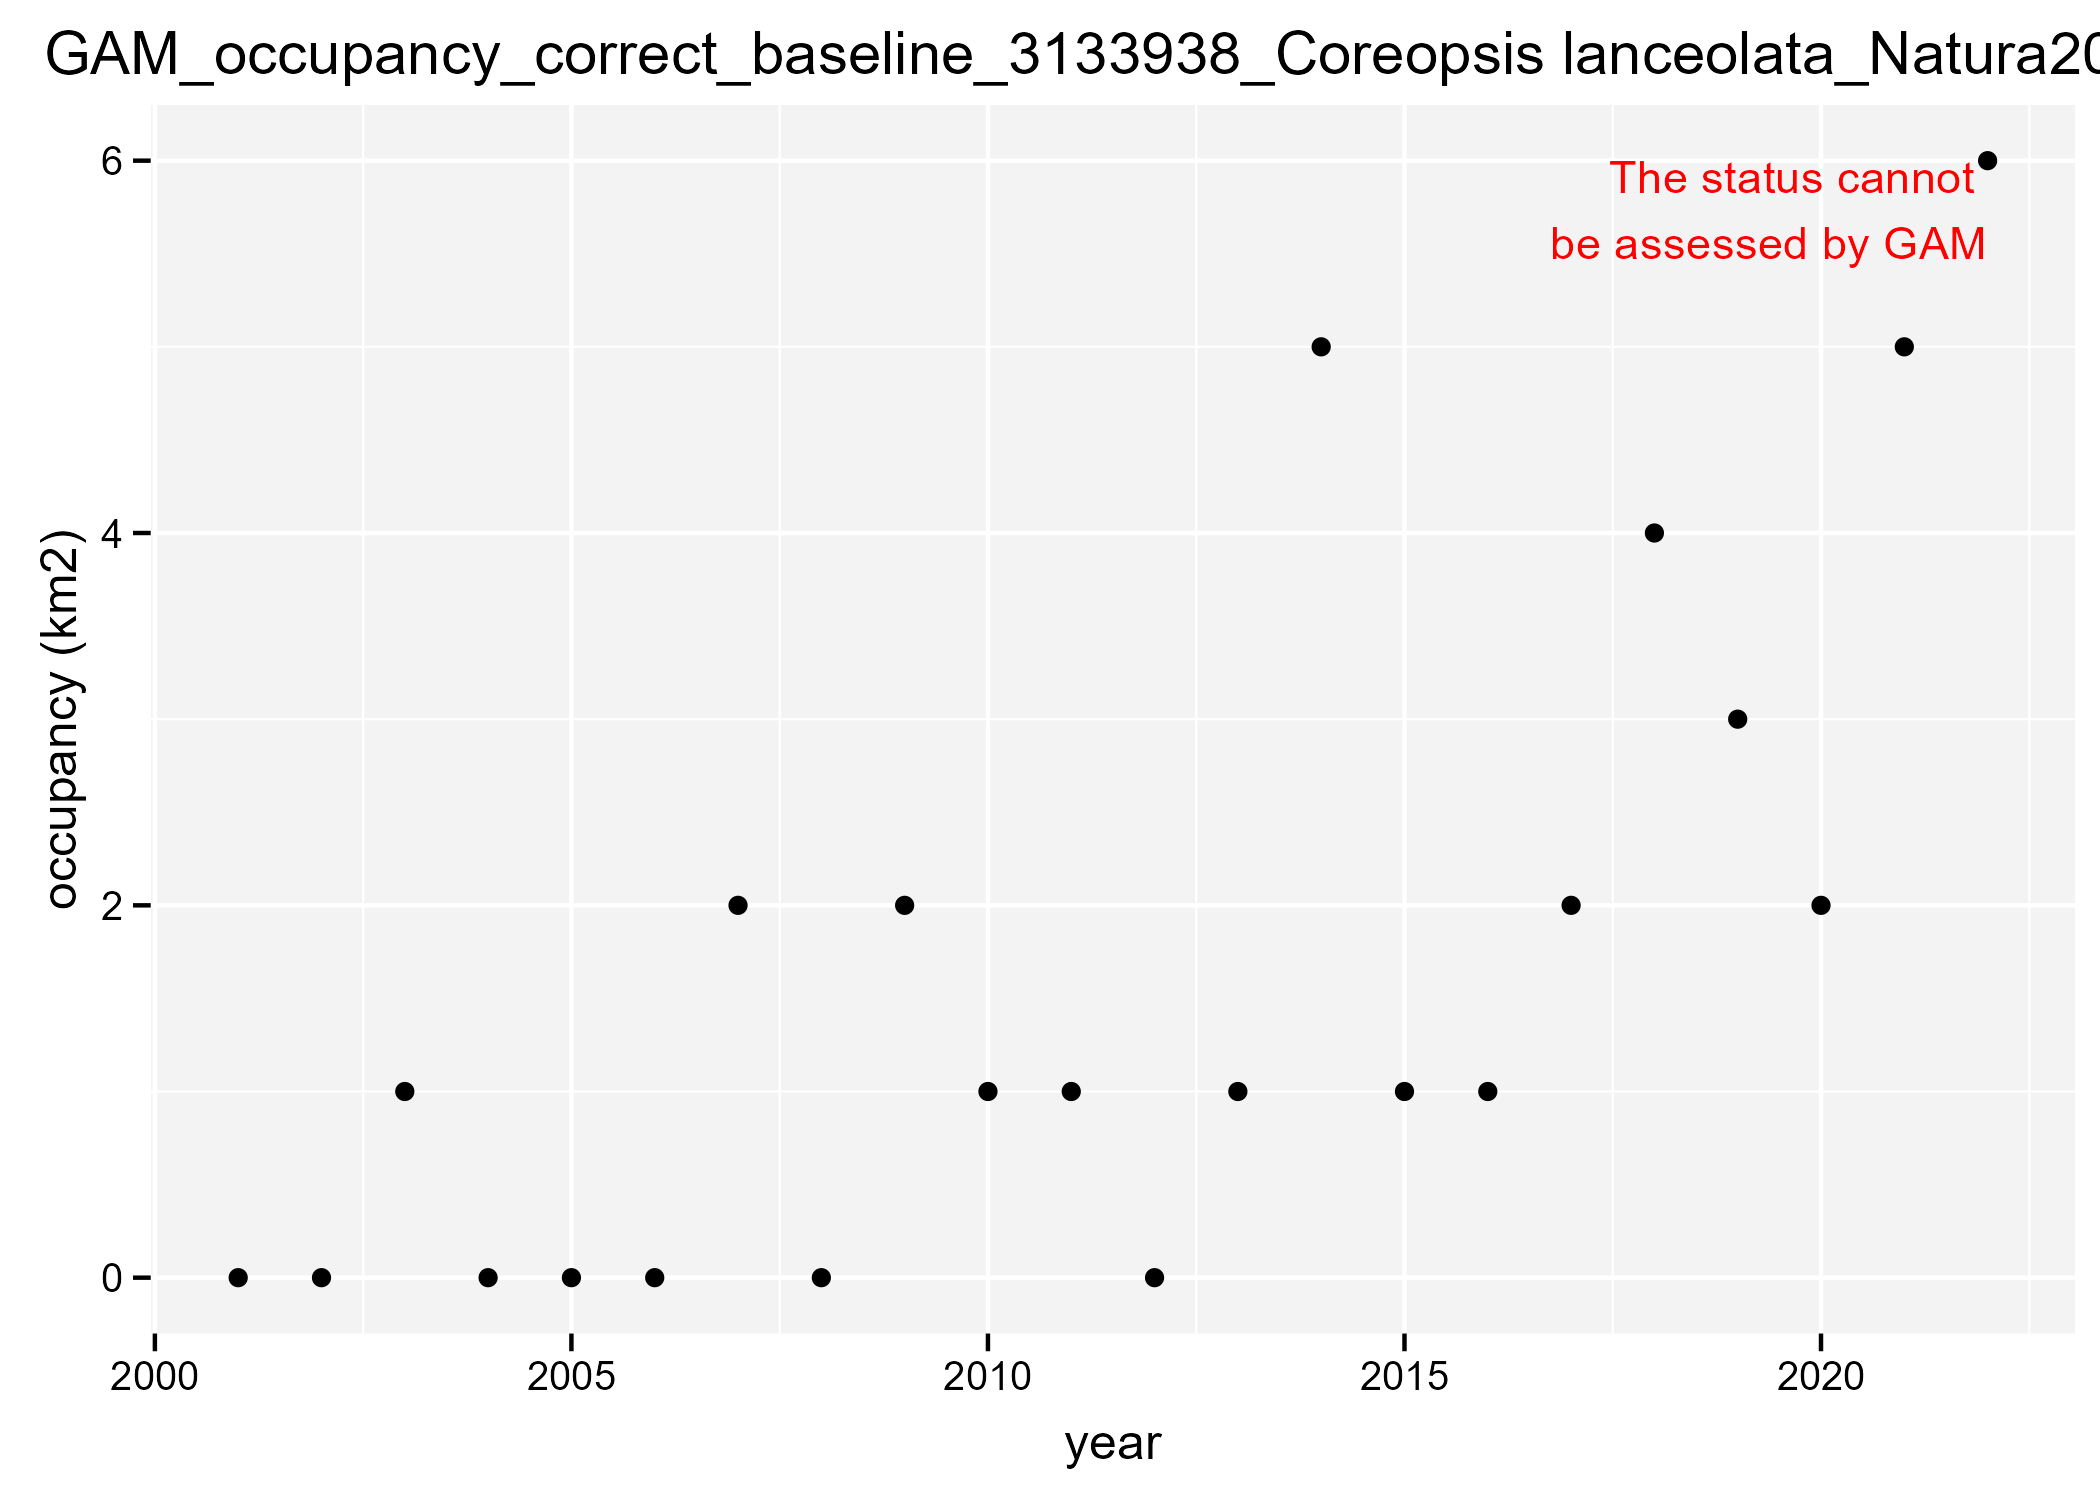 GAM_occupancy_correct_baseline_3133938_Coreopsis lanceolata_Natura20
6
The status cannot
be assessed by GAM
4
occupancy (km2)
2
0
2000 2005 2010 2015 2020
year